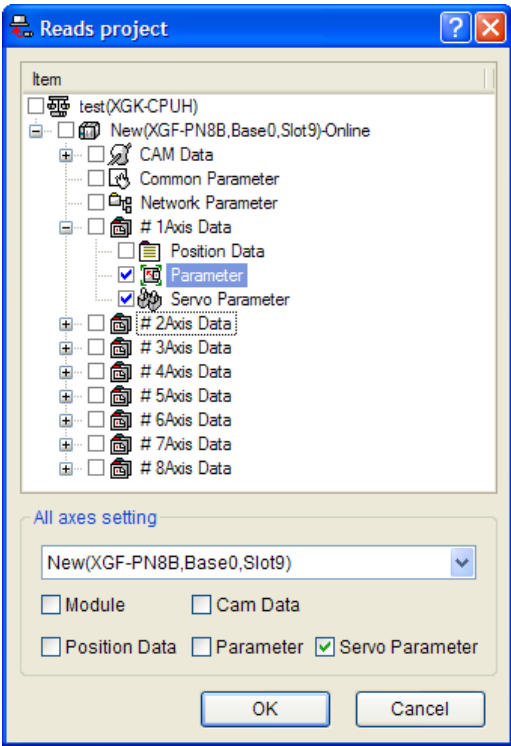 Reads project
Item
test(XGK-CPUH)
New(XGF-PN8B,Base0,Slot9)-Online
CAM Data
Common Parameter
Network Parameter
# 1Axis Data
Position Data
Parameter
Servo Parameter
# 2Axis Data
# 3Axis Data
# 4Axis Data
# 5Axis Data
# 6Axis Data
# 7Axis Data
# 8Axis Data
All axes setting
New(XGF-PN8B,Base0,Slot9)
Module Cam Data
Position Data Parameter Servo Parameter
OK Cancel